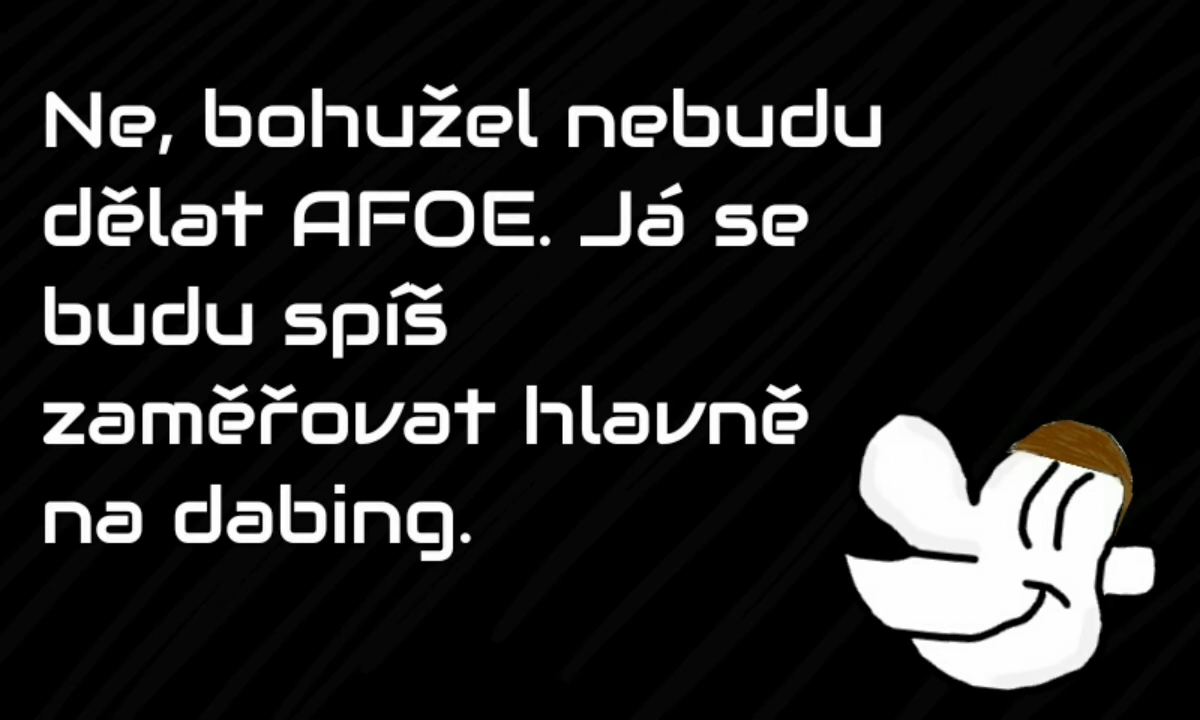 Ne, bohužel nebudu
dělat AFOE. Já se
budu spíš
zaměřovat hlavně
na dabing.